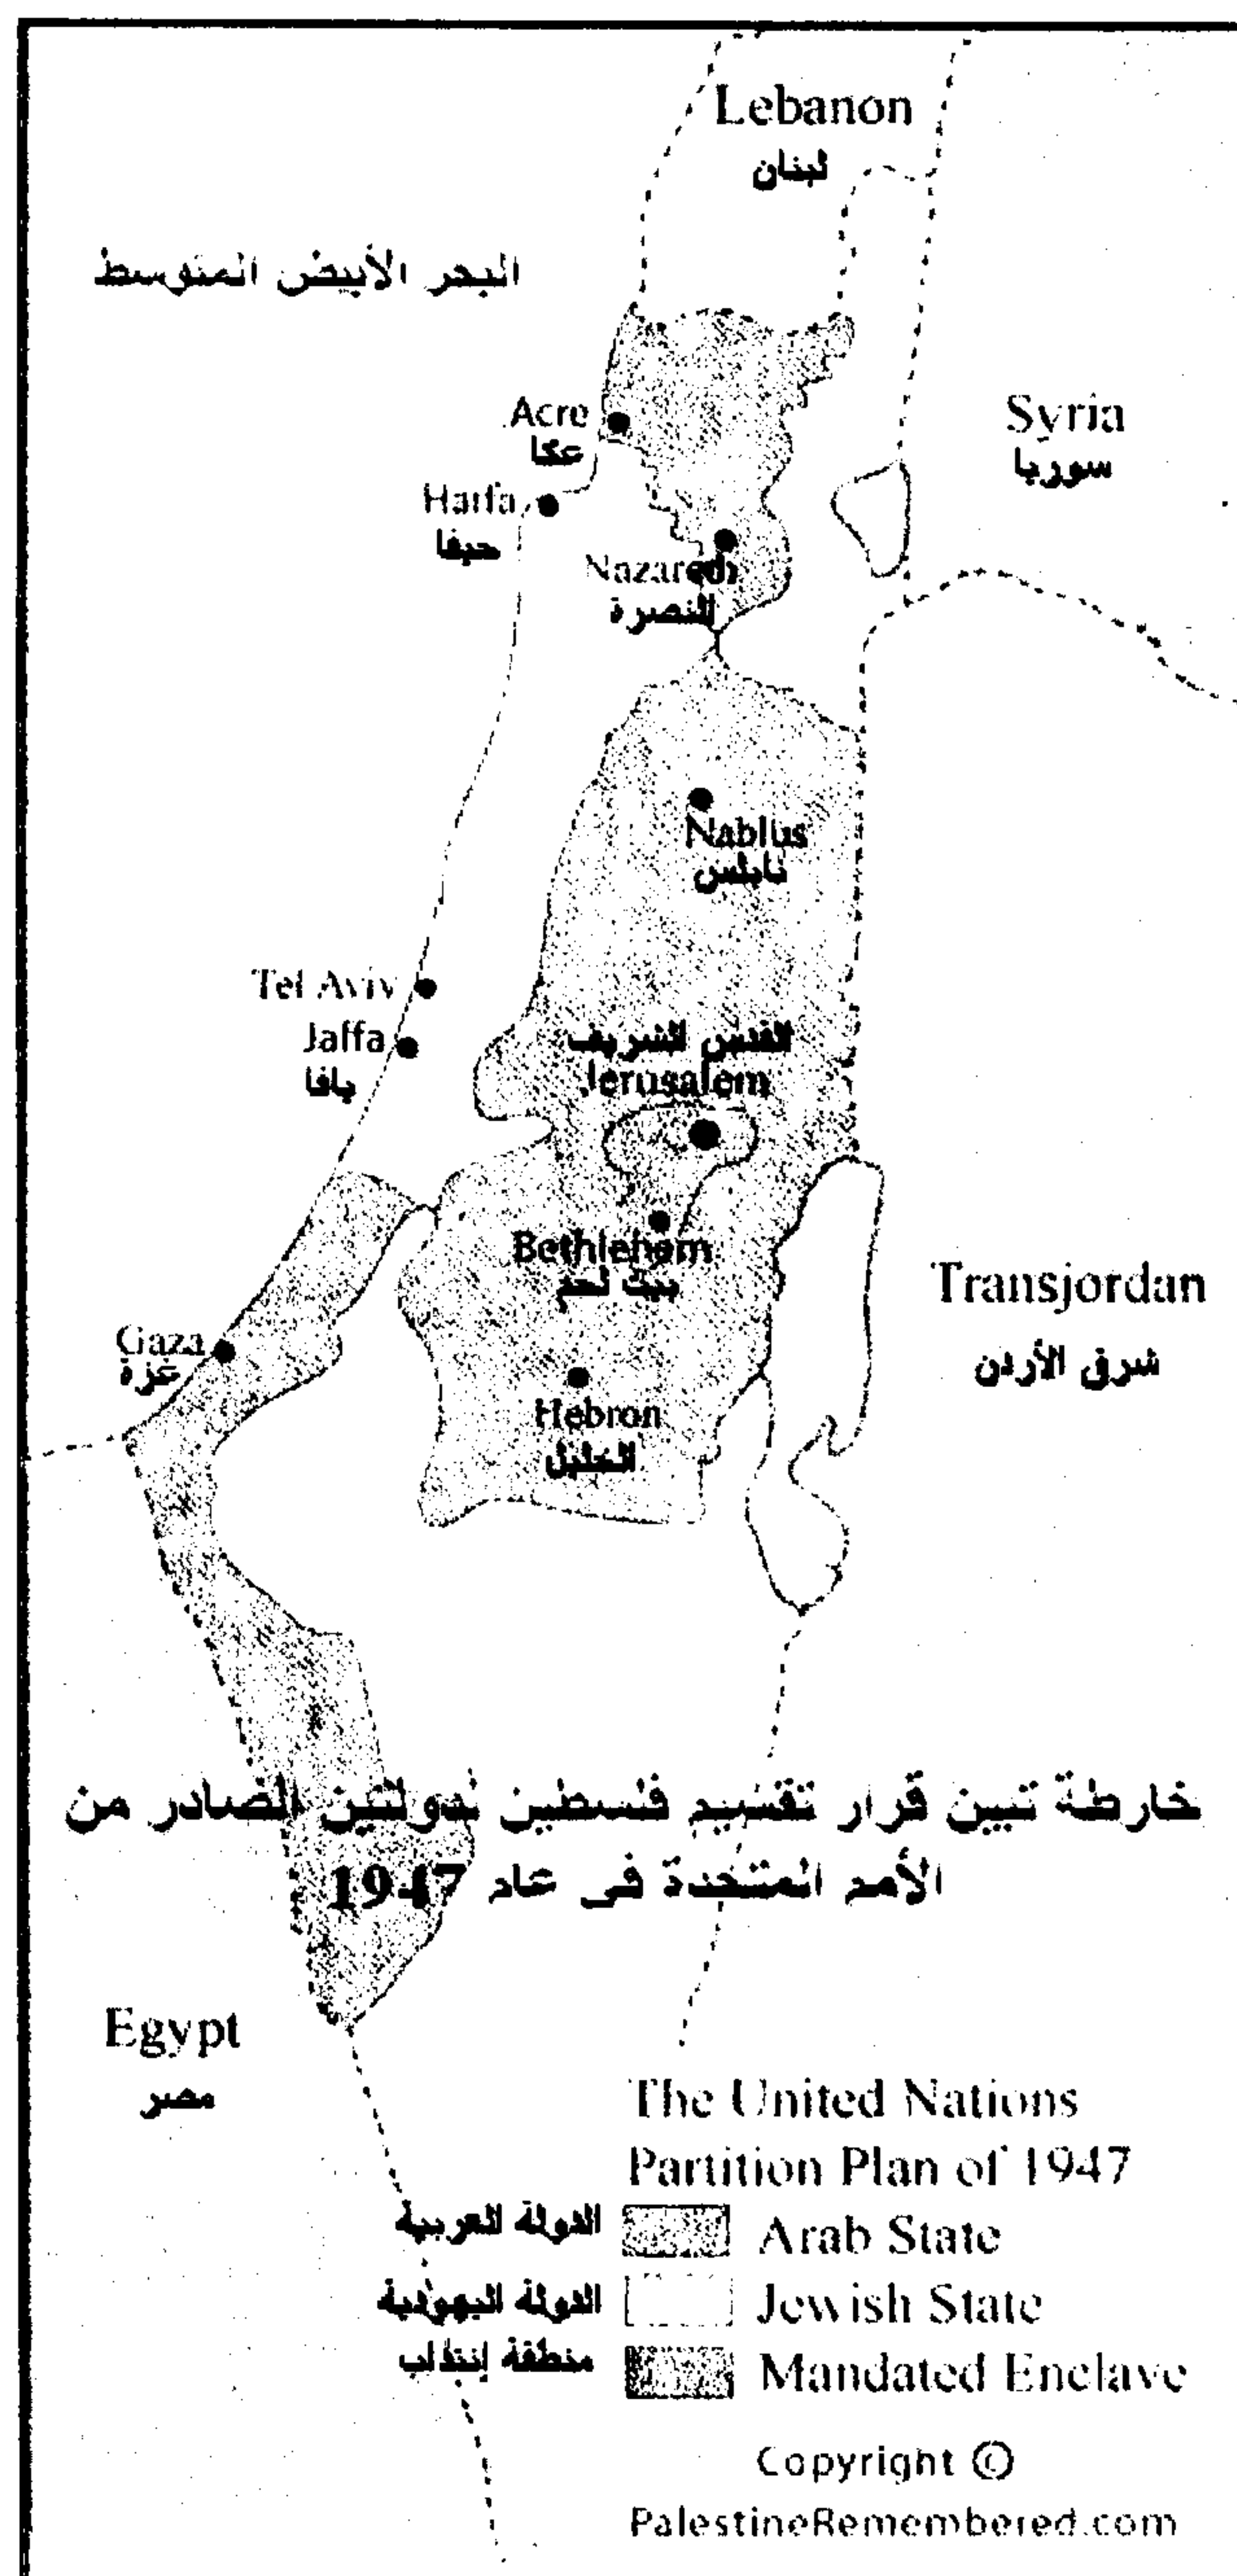 Lebanon
لبنان
البحر الأبيض المتوسط
Syria
سوريا
Acre
عكا
Haifa
حيفا
Nazareth
الناصرة
Nablus
نابلس
Tel Aviv
Jaffa
يافا
القدس الشريف
Jerusalem
Bethlehem
بيت لحم
Transjordan
شرق الأردن
Gaza
غزة
Hebron
الخليل
خارطة تبين قرار تقسيم فلسطين لدولتين الصادر من
الأمم المتحدة في عام 1947
Egypt
مصر
The United Nations
Partition Plan of 1947
الدولة العربية Arab State
الدولة اليهودية Jewish State
منطقة إنتداب Mandated Enclave
Copyright ©
PalestineRemembered.com